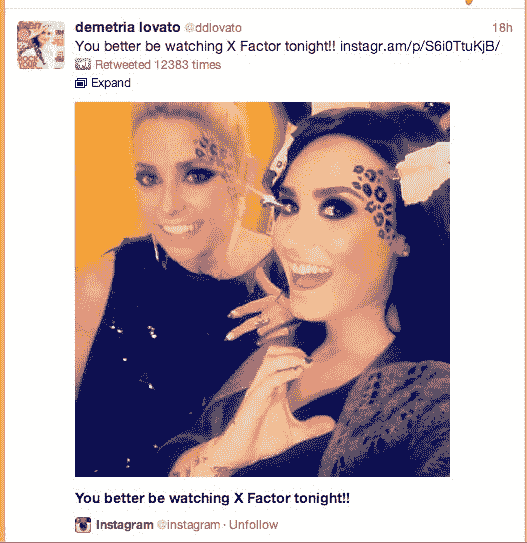 demetria lovato @ddlovato 18h
You better be watching X Factor tonight!! instagr.am/p/S6i0TtuKjB/
Retweeted 12383 times
Expand
You better be watching X Factor tonight!!
Instagram @instagram · Unfollow